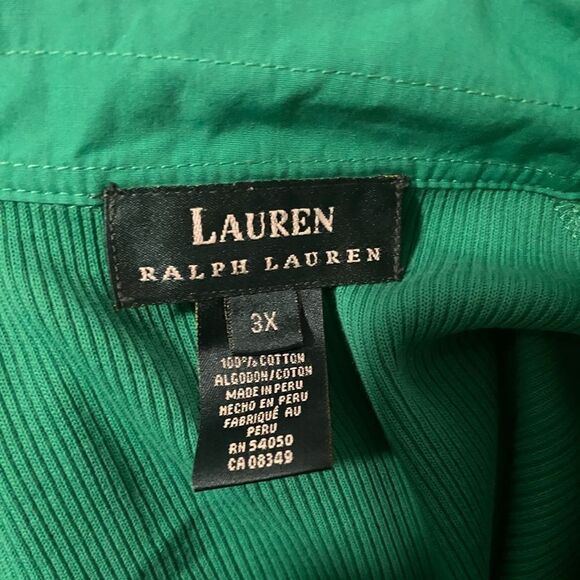 LAUREN
RALPH LAUREN
3X
100% COTTON
ALGODON/COTON
MADE IN PERU
HECHO EN PERU
FABRIQUÉ AU
PERU
RN 54050
CA 08349